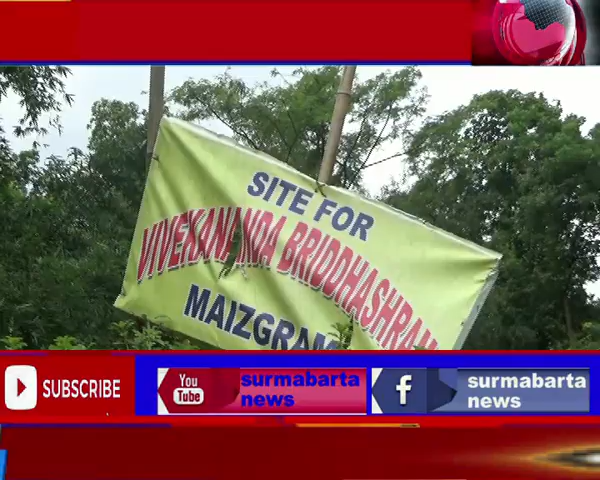 SITE FOR
VIVEKANANDA BRIDDHASHRAM
MAIZGRAM
SUBSCRIBE
You
Tube
surmabarta
news
f
surmabarta
news